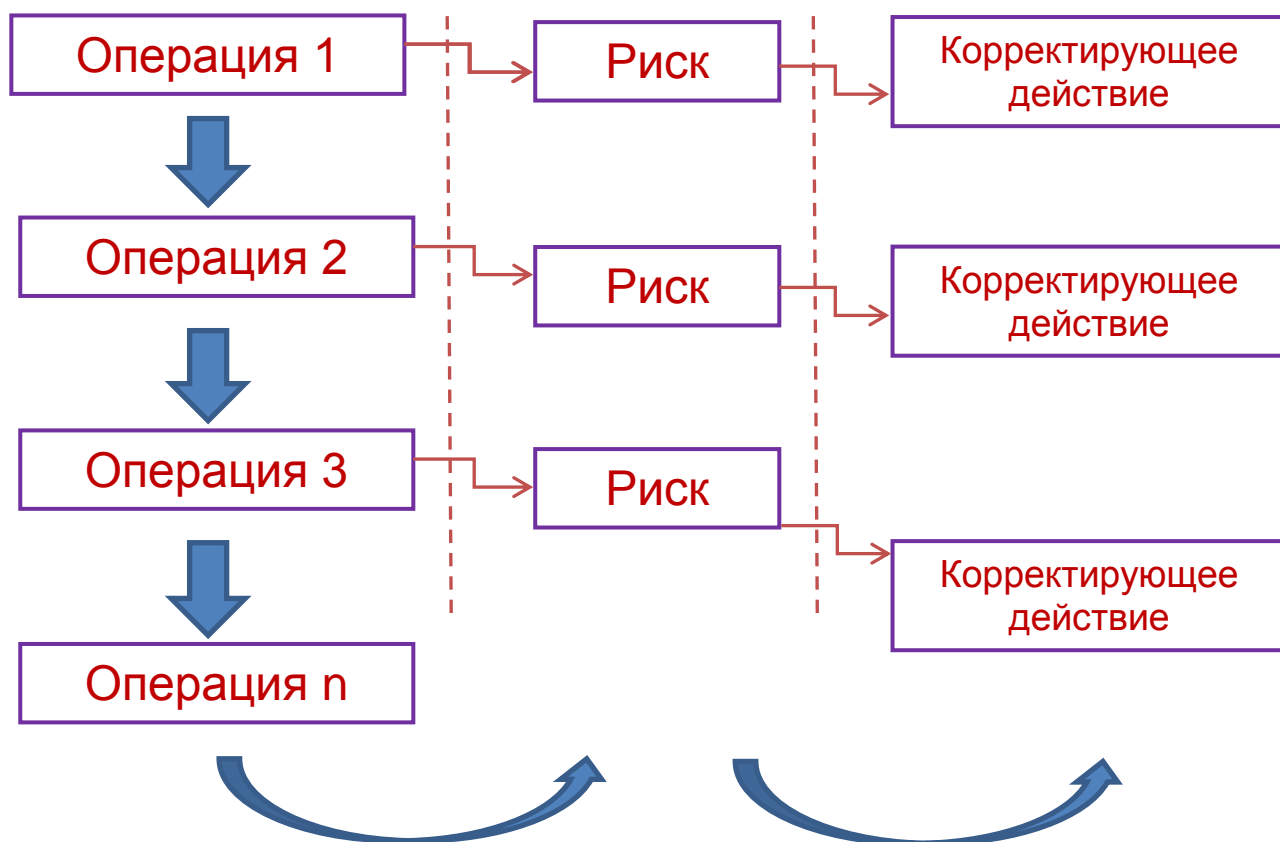 Операция 1
Риск
Корректирующее
действие
Операция 2
Риск
Корректирующее
действие
Операция 3
Риск
Корректирующее
действие
Операция n